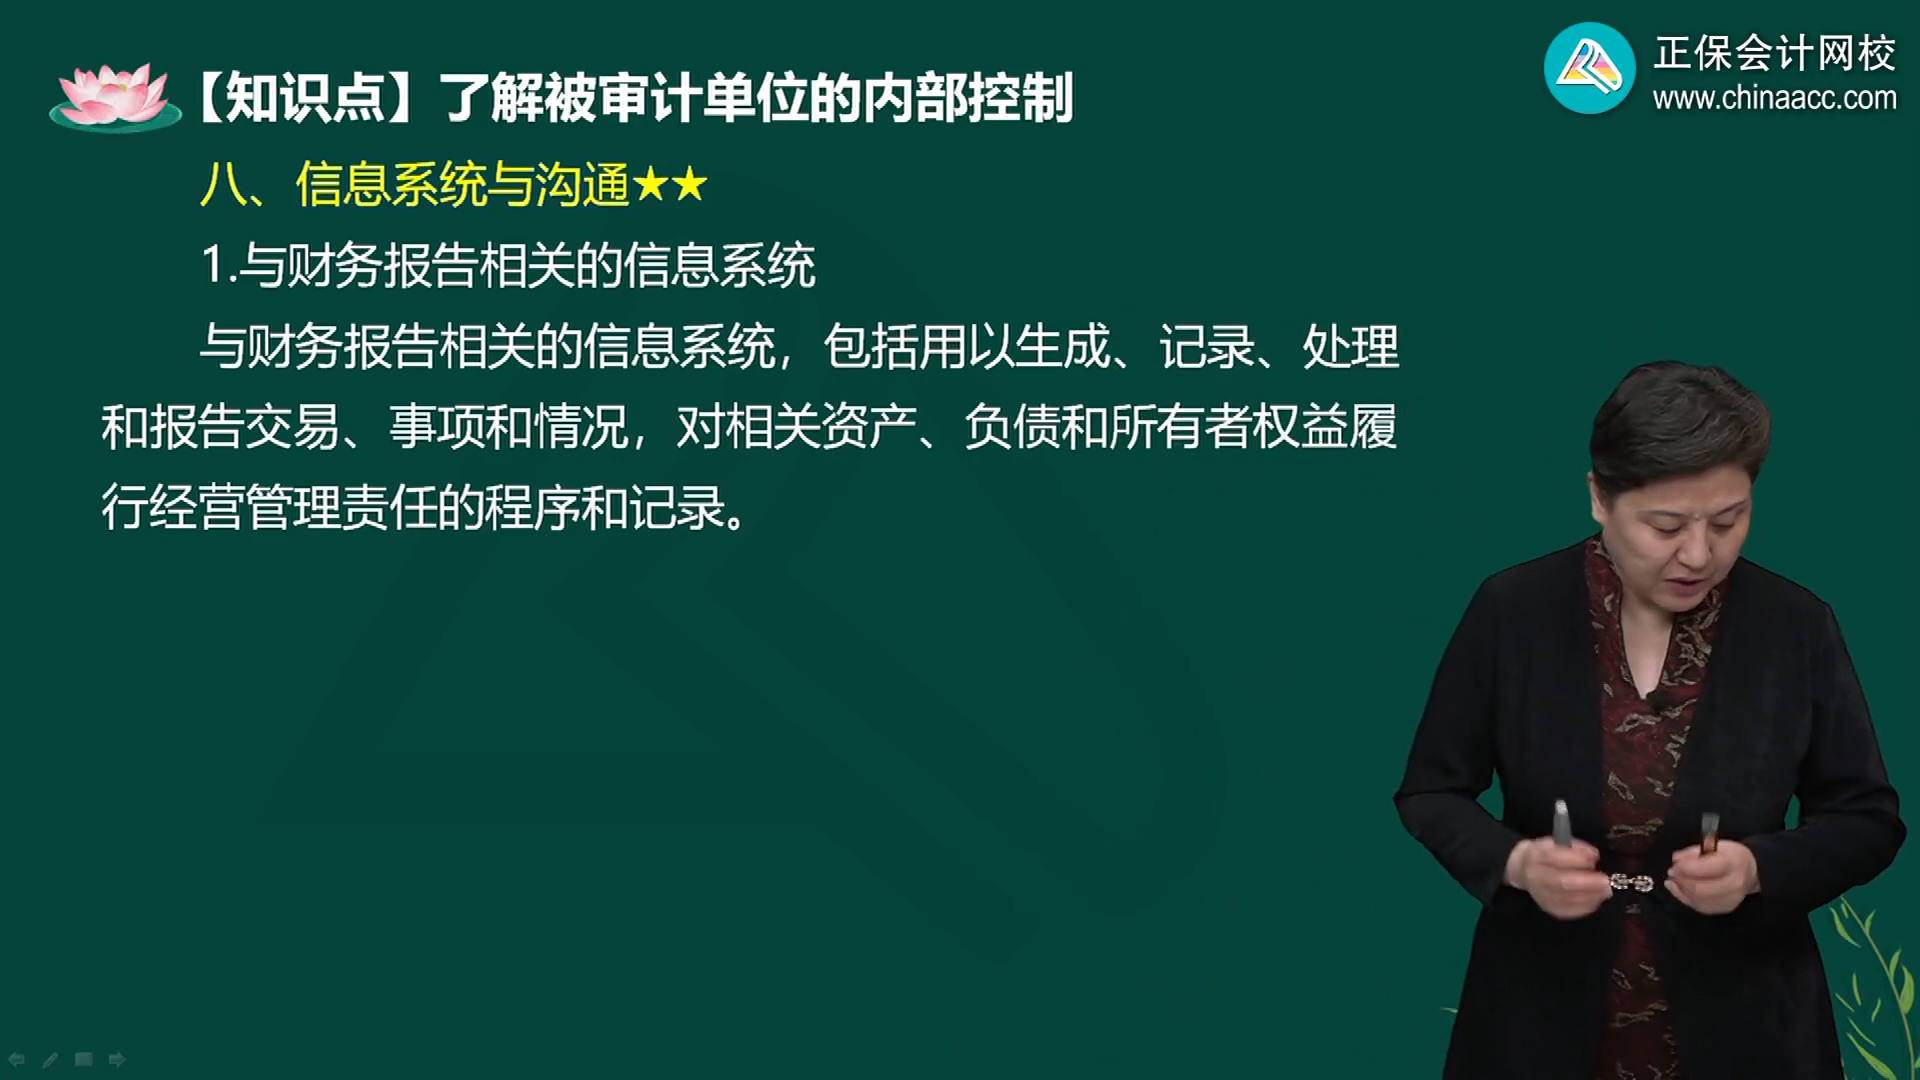 正保会计网校
www.chinaacc.com
【知识点】了解被审计单位的内部控制
八、信息系统与沟通★★
1.与财务报告相关的信息系统
与财务报告相关的信息系统，包括用以生成、记录、处理
和报告交易、事项和情况，对相关资产、负债和所有者权益履
行经营管理责任的程序和记录。